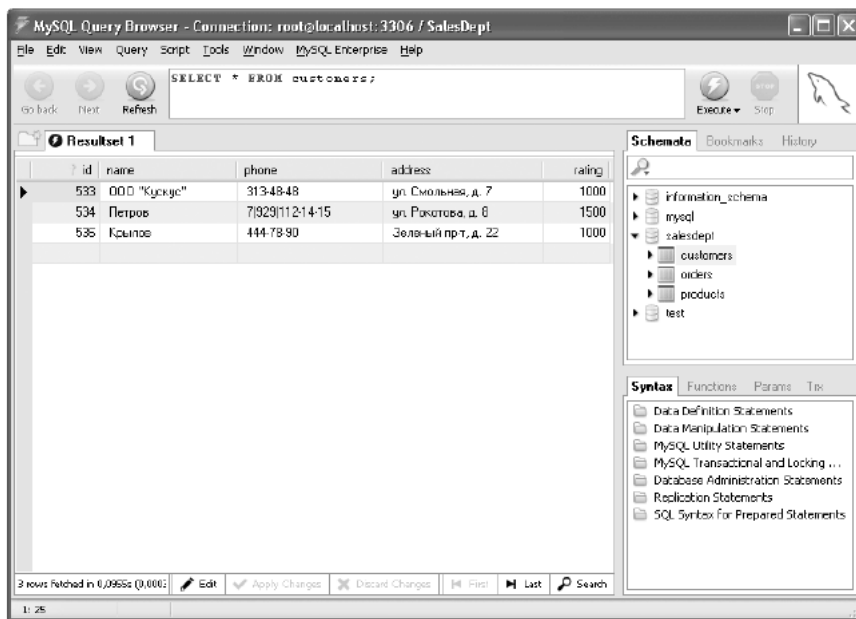 MySQL Query Browser - Connection: root@localhost:3306 / SalesDept
File Edit View Query Script Tools Window MySQL Enterprise Help
SELECT * FROM customers;
Go back Next Refresh Execute Stop
Resultset 1
id name phone address rating
533 ООО "Кускус" 313-48-48 ул. Смольная, д. 7 1000
534 Петров 7(929)112-14-15 ул. Рокотова, д. 8 1500
535 Крылов 444-78-90 Зеленый пр-т, д. 22 1000
3 rows fetched in 0,0955s Edit Apply Changes Discard Changes First Last Search
1: 25
Schemata Bookmarks History
information_schema
mysql
salesdept
customers
orders
products
test
Syntax Functions Params Trx
Data Definition Statements
Data Manipulation Statements
MySQL Utility Statements
MySQL Transactional and Locking ...
Database Administration Statements
Replication Statements
SQL Syntax for Prepared Statements